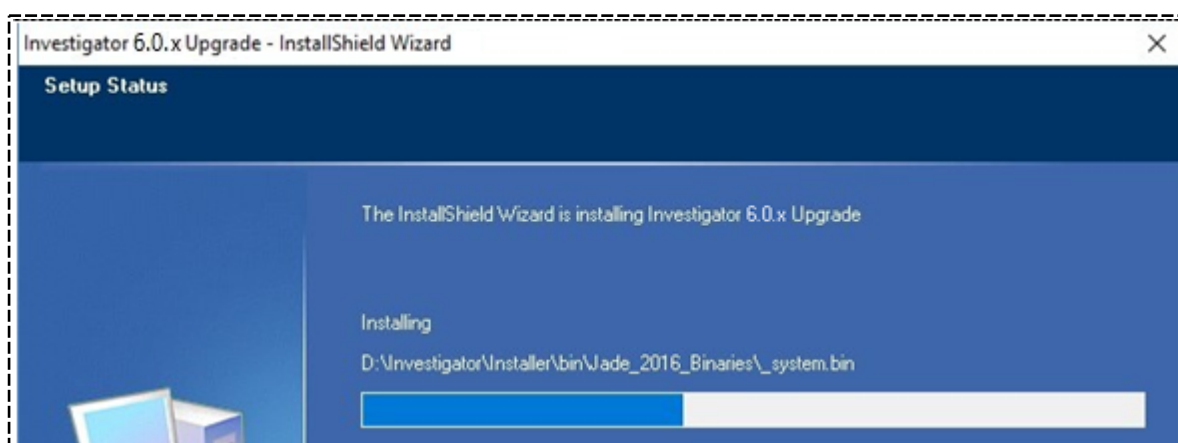 Investigator 6.0.x Upgrade - InstallShield Wizard
Setup Status
The InstallShield Wizard is installing Investigator 6.0.x Upgrade
Installing
D:\Investigator\Installer\bin\Jade_2016_Binaries\_system.bin